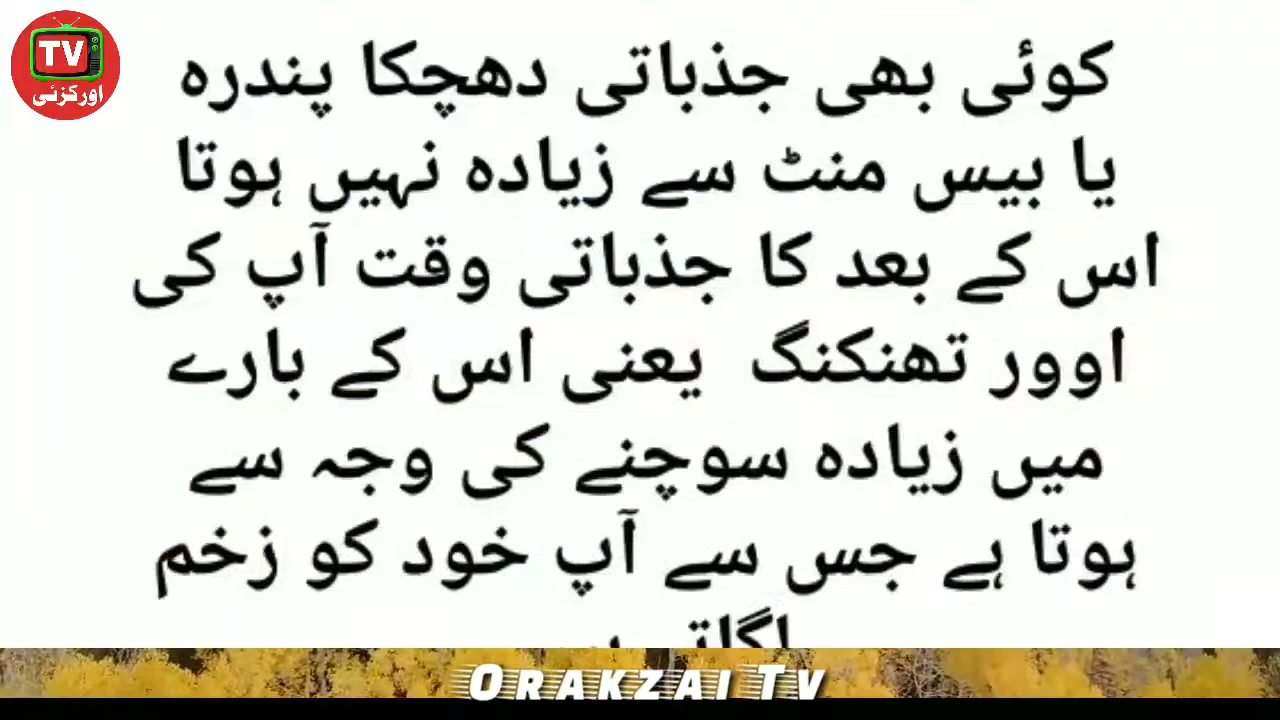 TV
اورکزئی
کوئی بھی جذباتی دھچکا پندرہ
یا بیس منٹ سے زیادہ نہیں ہوتا
اس کے بعد کا جذباتی وقت آپ کی
اوور تھنکنگ یعنی اس کے بارے
میں زیادہ سوچنے کی وجہ سے
ہوتا ہے جس سے آپ خود کو زخم
ORAKZAI TV